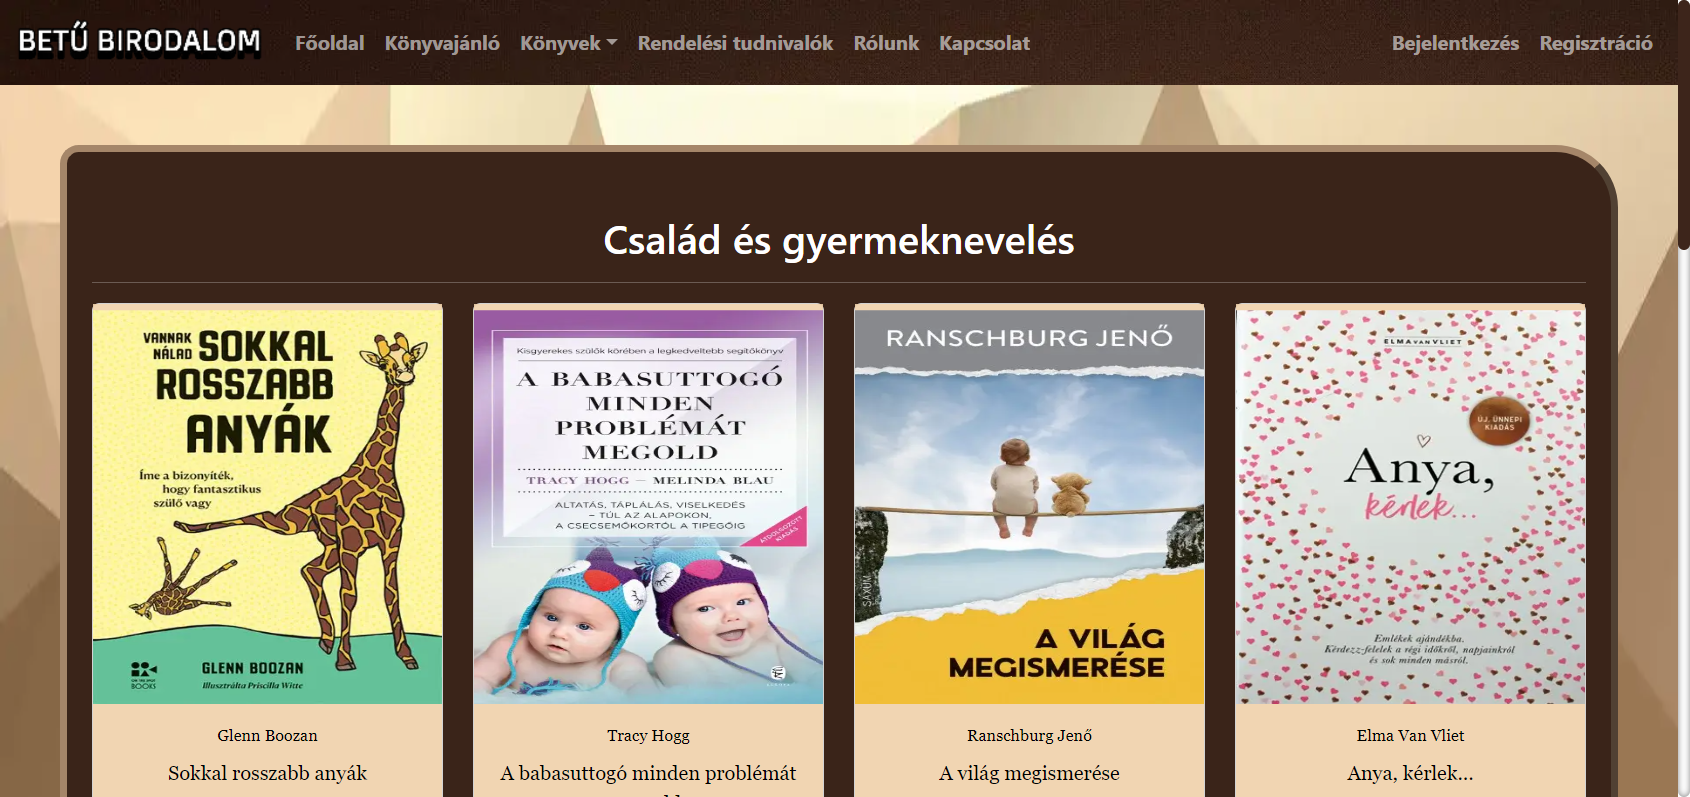 BETŰ BIRODALOM
Főoldal Könyvajánló Könyvek Rendelési tudnivalók Rólunk Kapcsolat Bejelentkezés Regisztráció
Család és gyermeknevelés
VANNAK NÁLAD SOKKAL
ROSSZABB
ANYÁK
Íme a bizonyíték,
hogy fantasztikus
szülő vagy
ON THE SPOT
BOOKS
GLENN BOOZAN
Illusztrálta Priscilla Witte
Kisgyerekes szülők körében a legkedveltebb segítőkönyv
A BABASUTTOGÓ
MINDEN
PROBLÉMÁT
MEGOLD
TRACY HOGG – MELINDA BLAU
ALTATÁS, TÁPLÁLÁS, VISELKEDÉS
– TÚL AZ ALAPOKON,
A CSECSEMŐKORTÓL A TIPEGŐIG
ÁTDOLGOZOTT
KIADÁS
RANSCHBURG JENŐ
SAXUM
A VILÁG
MEGISMERÉSE
ELMA VAN VLIET
ÚJ, ÜNNEPI
KIADÁS
Anya,
kérlek...
Emlékek ajándékba.
Kérdezz-felelek a régi időkről, napjainkról
és sok minden másról.
Glenn Boozan
Sokkal rosszabb anyák
Tracy Hogg
A babasuttogó minden problémát
Ranschburg Jenő
A világ megismerése
Elma Van Vliet
Anya, kérlek...